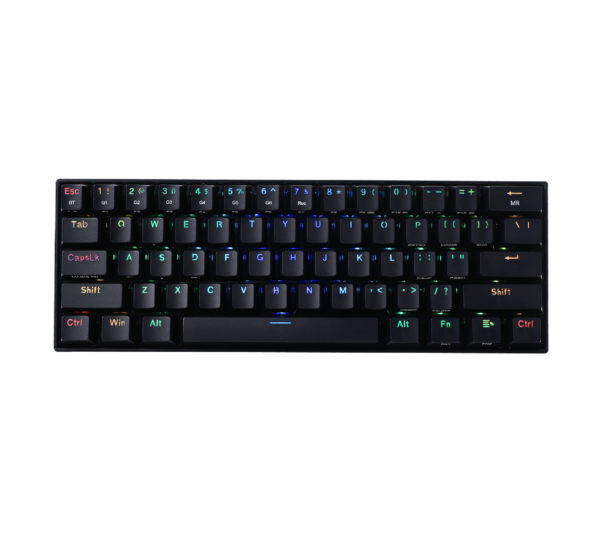 Esc 1 ! 2 @ 3 # 4 $ 5 % 6 ^ 7 & 8 * 9 ( 0 ) - = + ←
BT G1 G2 G3 G4 G5 G6 Rec MR
Tab Q W E R T Y U I O P [ { ] } \ |
CapsLk A S D F G H J K L ; : ' "
Shift Z X C V B N M , < . > / ? Shift
Ctrl Win Alt Alt Fn Ctrl